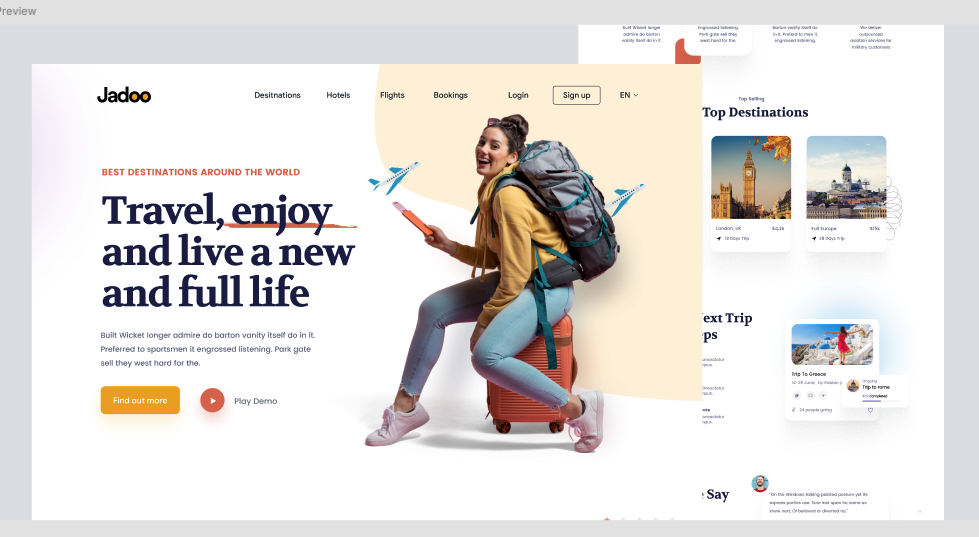 Preview
Jadoo
Desitnations
Hotels
Flights
Bookings
Login
Sign up
EN
BEST DESTINATIONS AROUND THE WORLD
Travel, enjoy
and live a new
and full life
Built Wicket longer admire do barton vanity itself do in it.
Preferred to sportsmen it engrossed listening. Park gate
sell they west hard for the.
Find out more
Play Demo
Built Wicket longer
admire do barton
vanity itself do in it.
engrossed listening.
Park gate sell they
west hard for the
Barton vanity itself do
in it. Preferd to men it
engrossed listening.
We deliver
outsourced
aviation services for
military customers
Top Selling
Top Destinations
London, UK
$4.2k
12 Days Trip
Full Europe
$15k
28 Days Trip
Next Trip
Trip To Greece
14-29 June
24 people going
Ongoing
Trip to rome
40% completed
Say
"On the Windows talking painted pasture yet its
express parties use. Sure last upon he same as
knew next. Of believed or diverted no."